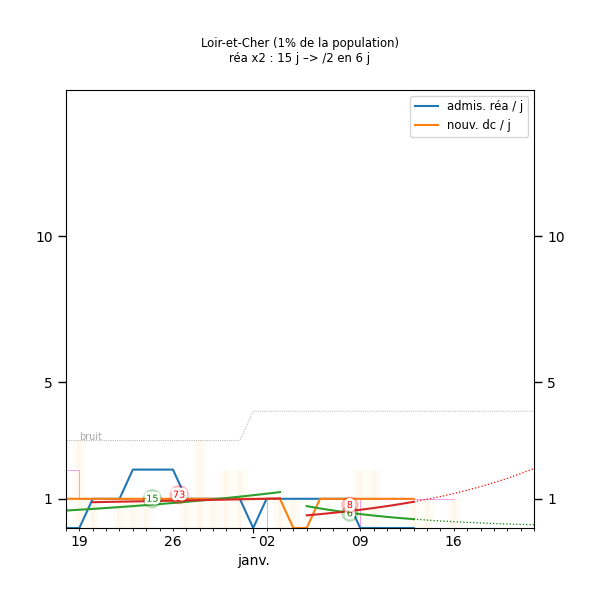 Loir-et-Cher (1% de la population)
réa x2 : 15 j –> /2 en 6 j
admis. réa / j
nouv. dc / j
10 10
5 5
bruit
15 73 8 6
1 1
19 26 - 02 09 16
janv.